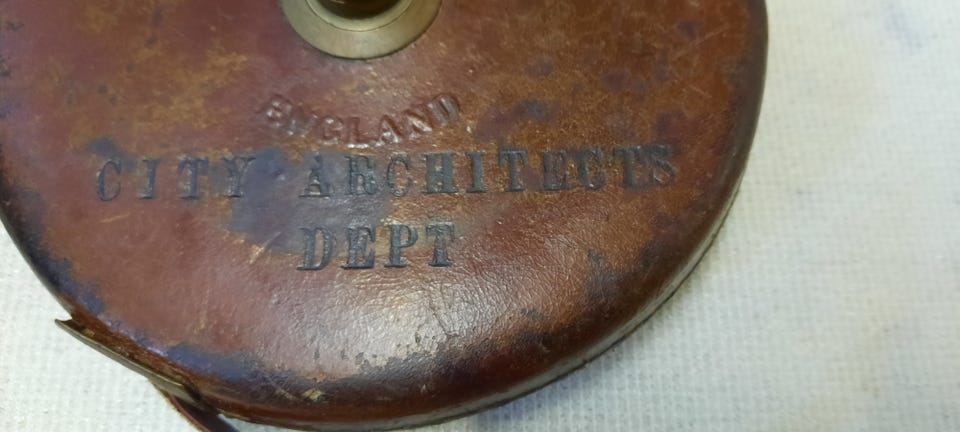 ENGLAND
CITY ARCHITECTS
DEPT